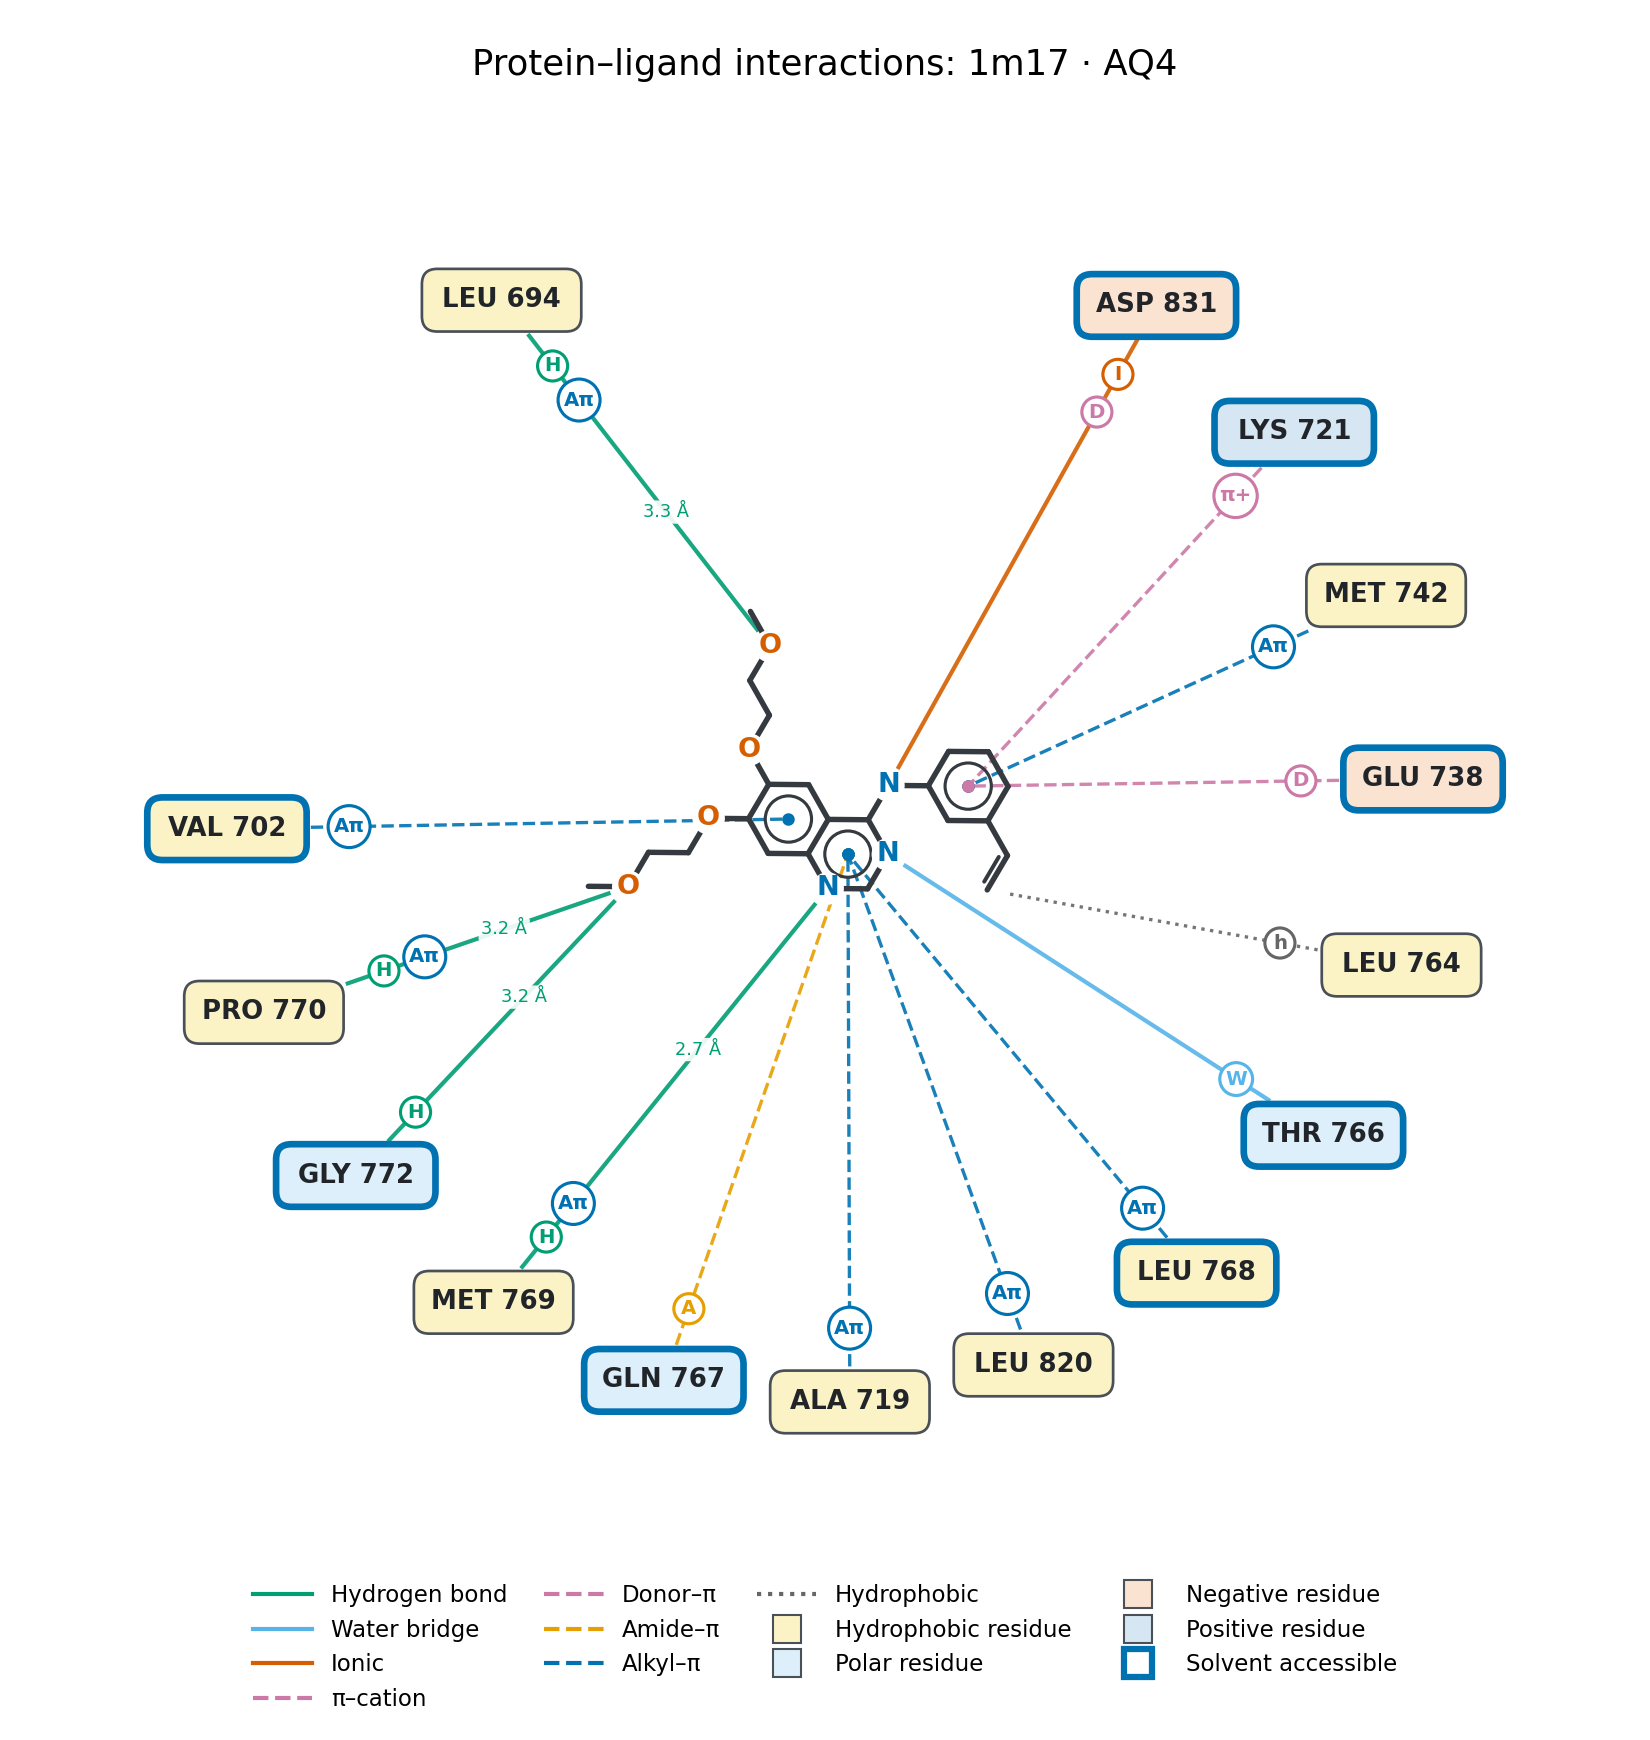 Protein–ligand interactions: 1m17 · AQ4
LEU 694
ASP 831
H
I
Aπ
D
LYS 721
π+
3.3 Å
MET 742
Aπ
O
O
N
GLU 738
D
VAL 702
Aπ
O
N
O
N
3.2 Å
h
LEU 764
H
Aπ
PRO 770
3.2 Å
2.7 Å
W
H
THR 766
GLY 772
Aπ
Aπ
H
LEU 768
MET 769
Aπ
A
Aπ
LEU 820
GLN 767
ALA 719
Hydrogen bond
Water bridge
Ionic
π–cation
Donor–π
Amide–π
Alkyl–π
Hydrophobic
Hydrophobic residue
Polar residue
Negative residue
Positive residue
Solvent accessible